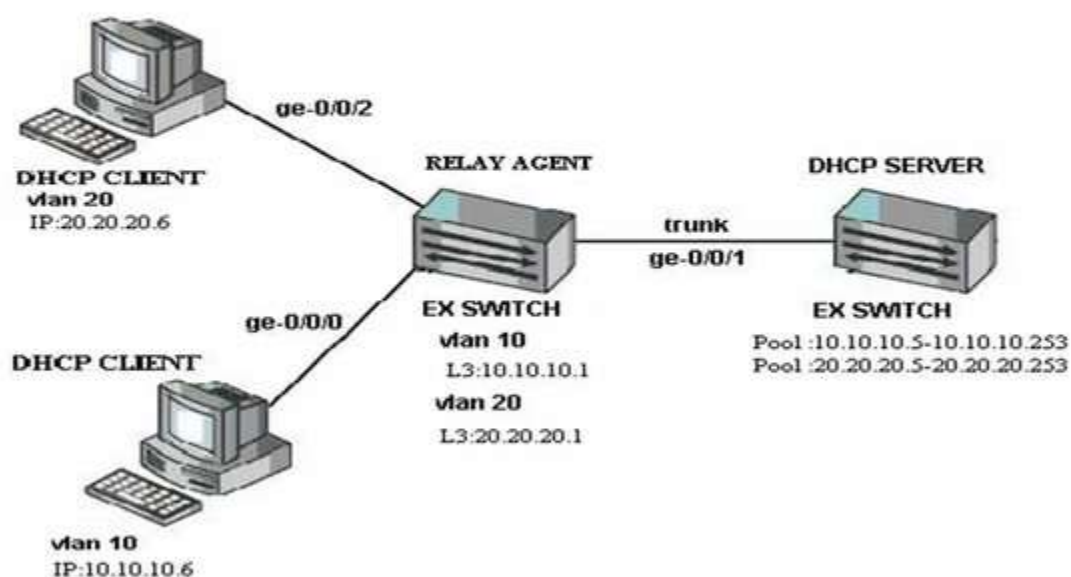 ge-0/0/2
DHCP CLIENT
vlan 20
IP:20.20.20.6
RELAY AGENT
DHCP SERVER
trunk
ge-0/0/1
ge-0/0/0
EX SWITCH
vlan 10
L3:10.10.10.1
vlan 20
L3:20.20.20.1
EX SWITCH
Pool :10.10.10.5-10.10.10.253
Pool :20.20.20.5-20.20.20.253
DHCP CLIENT
vlan 10
IP:10.10.10.6